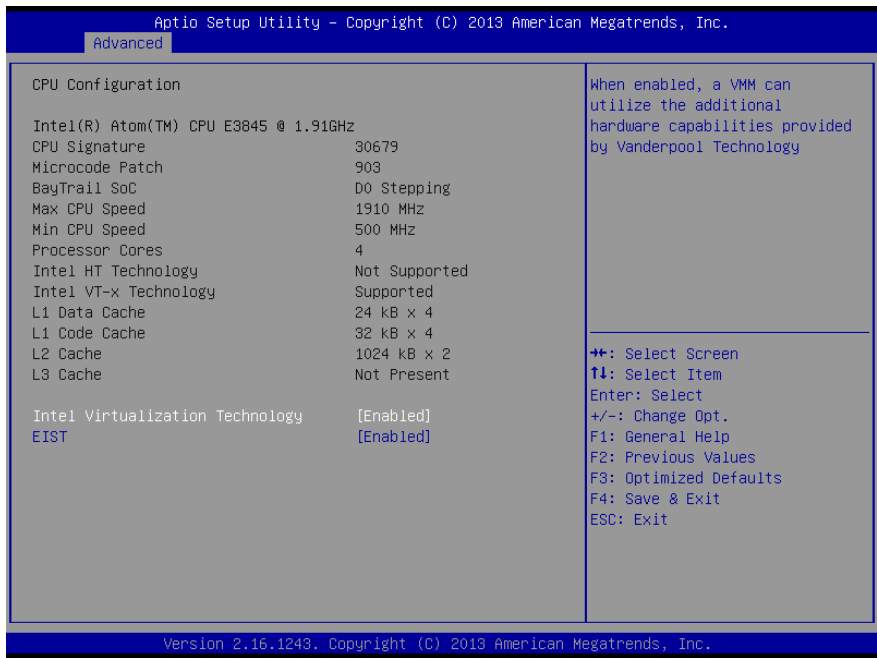 Aptio Setup Utility – Copyright (C) 2013 American Megatrends, Inc.
Advanced
CPU Configuration
Intel(R) Atom(TM) CPU E3845 @ 1.91GHz
CPU Signature 30679
Microcode Patch 903
BayTrail SoC D0 Stepping
Max CPU Speed 1910 MHz
Min CPU Speed 500 MHz
Processor Cores 4
Intel HT Technology Not Supported
Intel VT-x Technology Supported
L1 Data Cache 24 kB x 4
L1 Code Cache 32 kB x 4
L2 Cache 1024 kB x 2
L3 Cache Not Present
Intel Virtualization Technology [Enabled]
EIST [Enabled]
When enabled, a VMM can
utilize the additional
hardware capabilities provided
by Vanderpool Technology
→←: Select Screen
↑↓: Select Item
Enter: Select
+/-: Change Opt.
F1: General Help
F2: Previous Values
F3: Optimized Defaults
F4: Save & Exit
ESC: Exit
Version 2.16.1243. Copyright (C) 2013 American Megatrends, Inc.